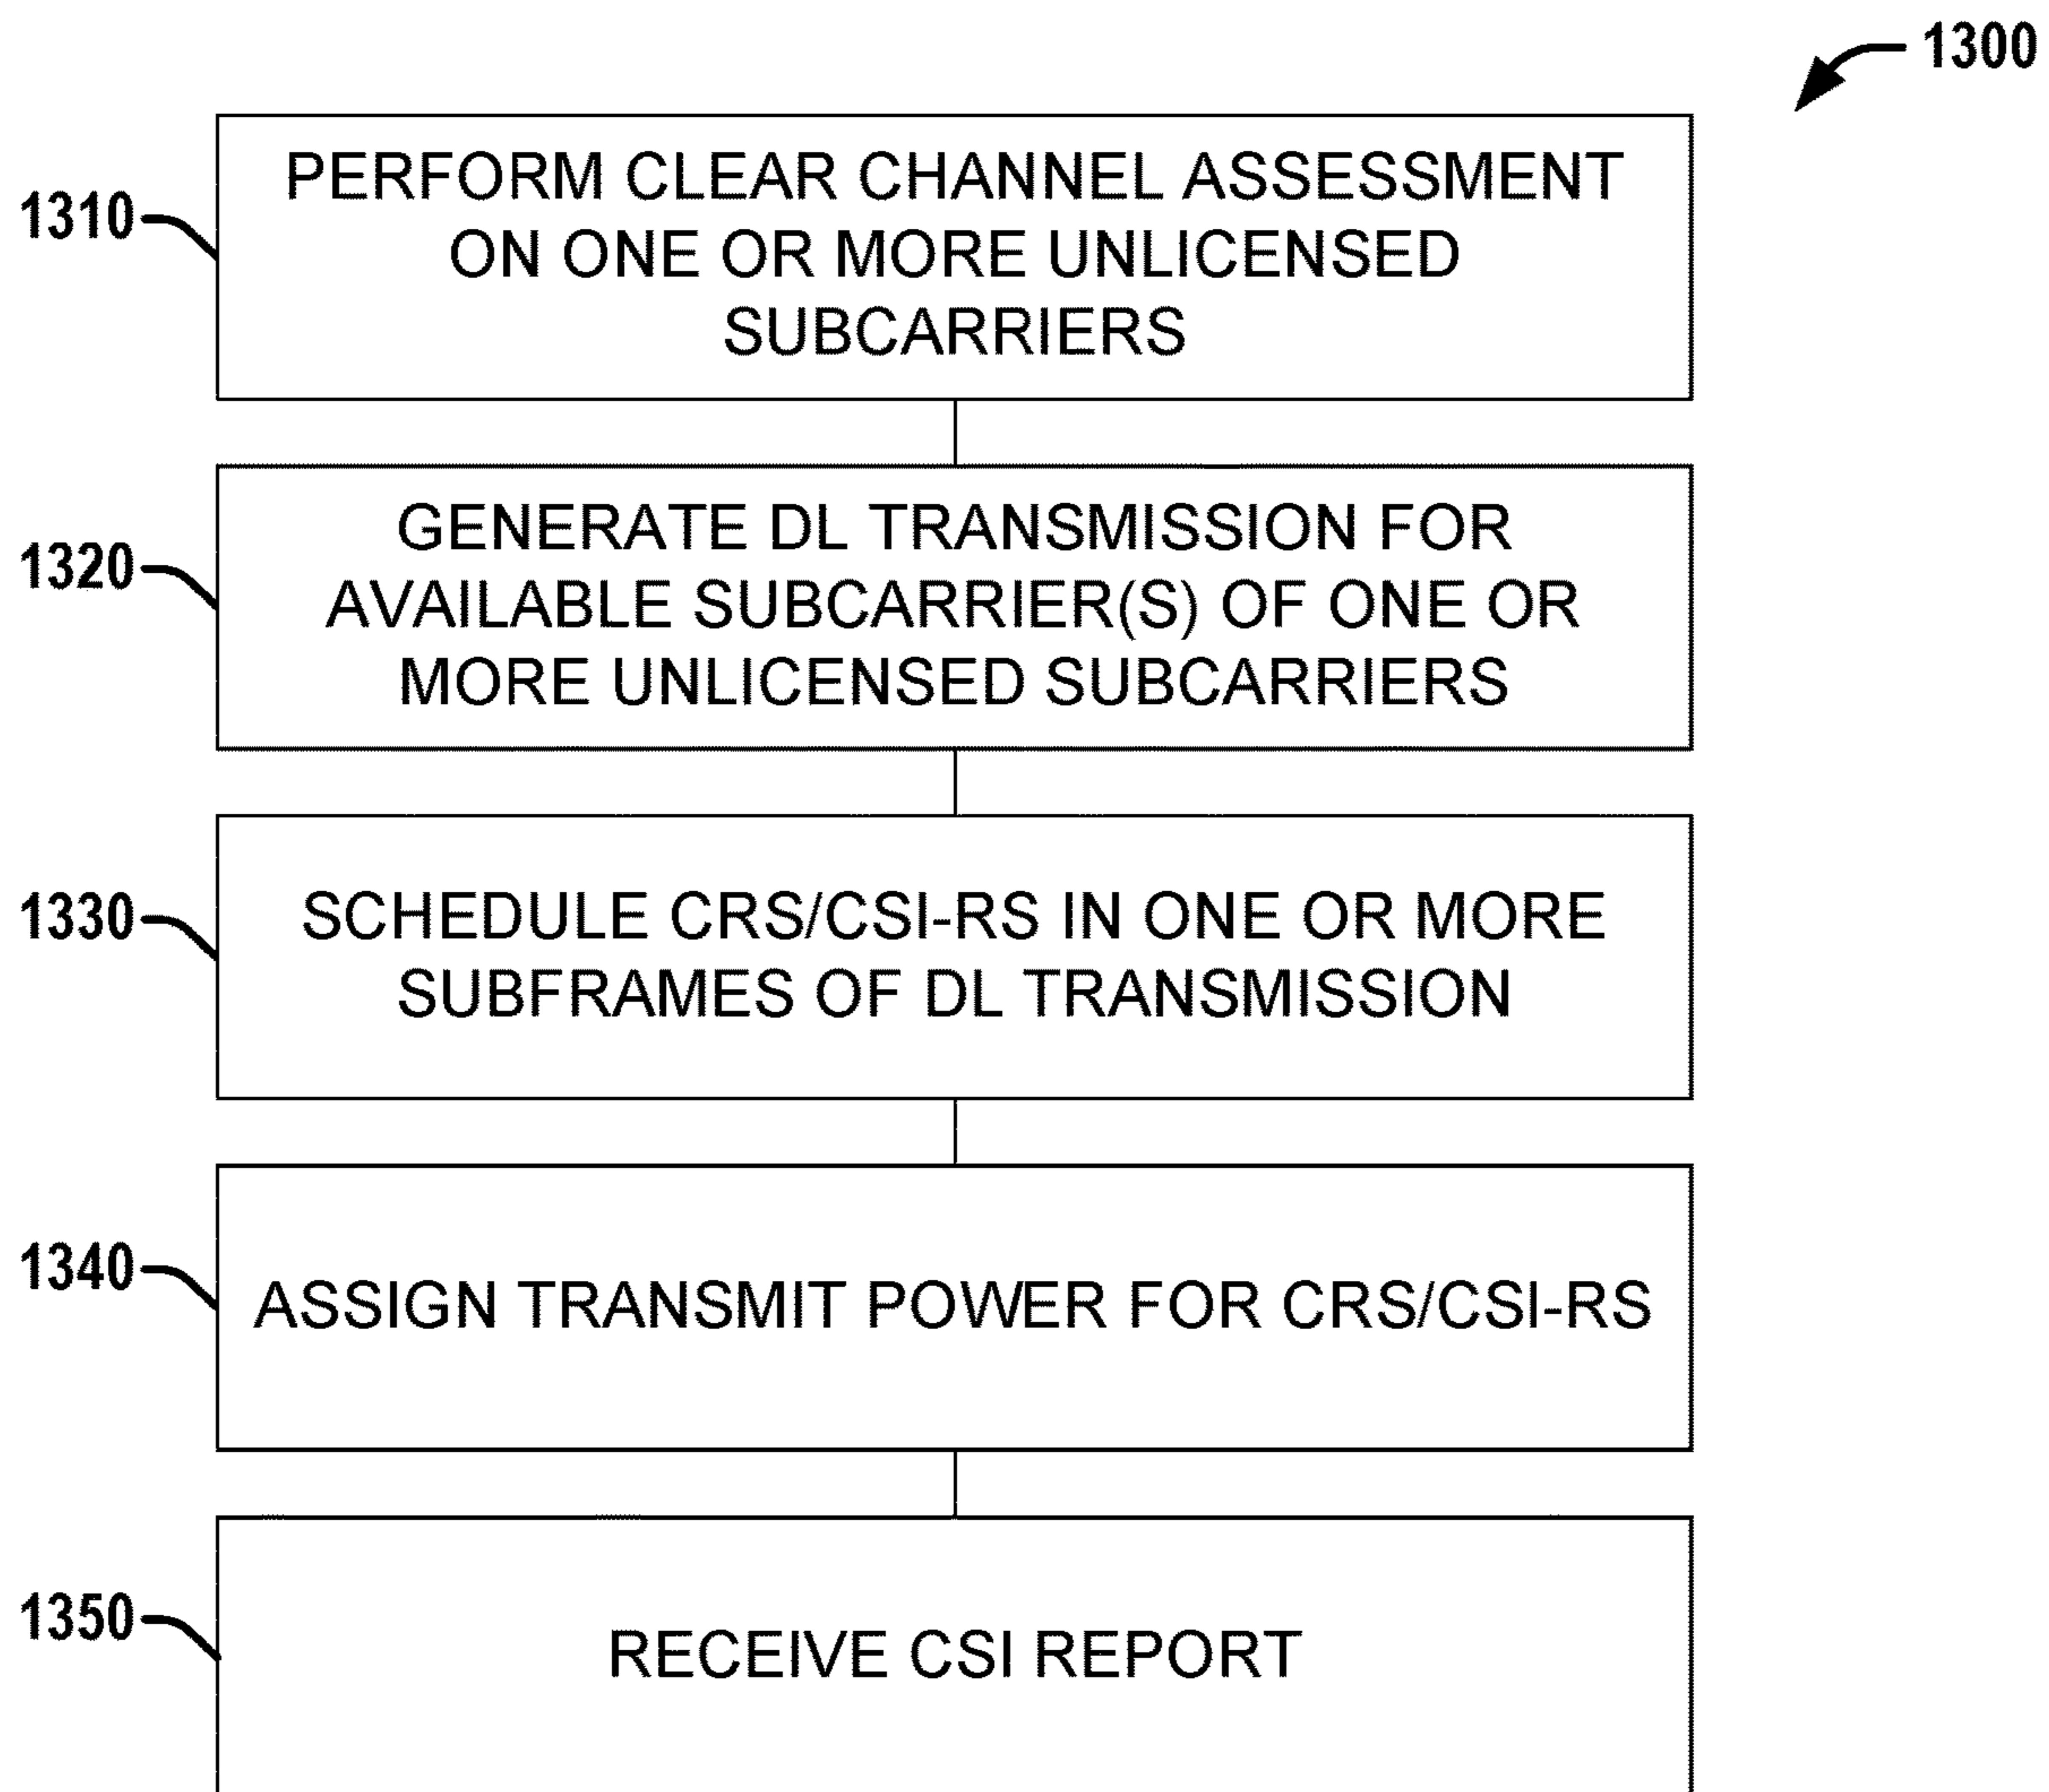 1300
1310
PERFORM CLEAR CHANNEL ASSESSMENT
ON ONE OR MORE UNLICENSED
SUBCARRIERS
1320
GENERATE DL TRANSMISSION FOR
AVAILABLE SUBCARRIER(S) OF ONE OR
MORE UNLICENSED SUBCARRIERS
1330
SCHEDULE CRS/CSI-RS IN ONE OR MORE
SUBFRAMES OF DL TRANSMISSION
1340
ASSIGN TRANSMIT POWER FOR CRS/CSI-RS
1350
RECEIVE CSI REPORT